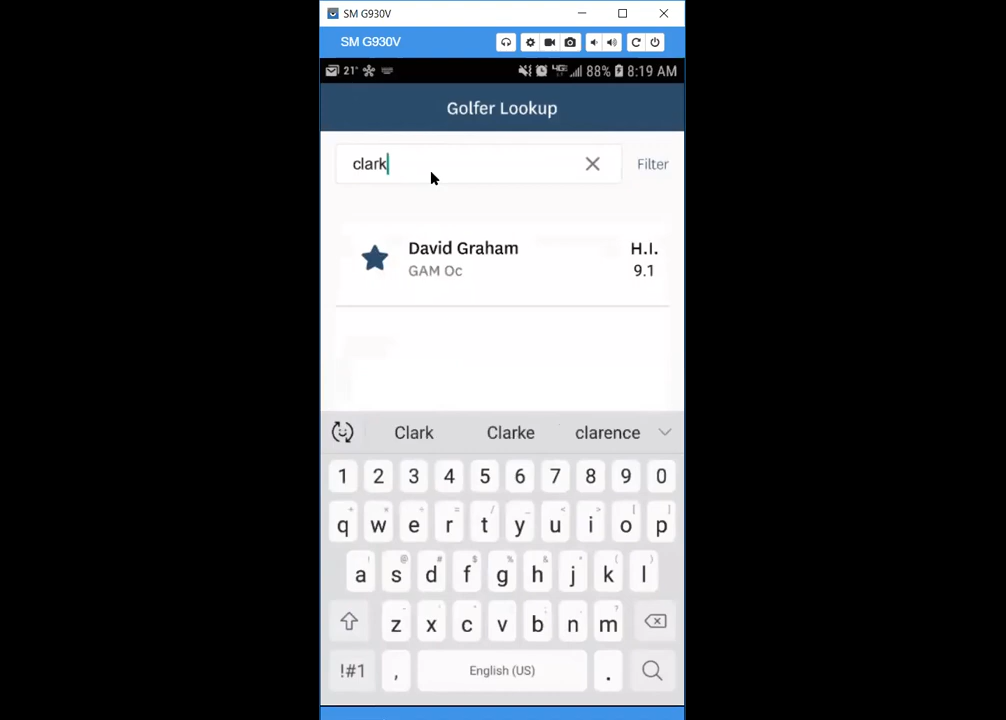 SM G930V
SM G930V
21° 4G 88% 8:19 AM
Golfer Lookup
clark
Filter
David Graham H.I.
GAM Oc 9.1
Clark Clarke clarence
1 2 3 4 5 6 7 8 9 0
q w e r t y u i o p
a s d f g h j k l
z x c v b n m
!#1 , English (US) .